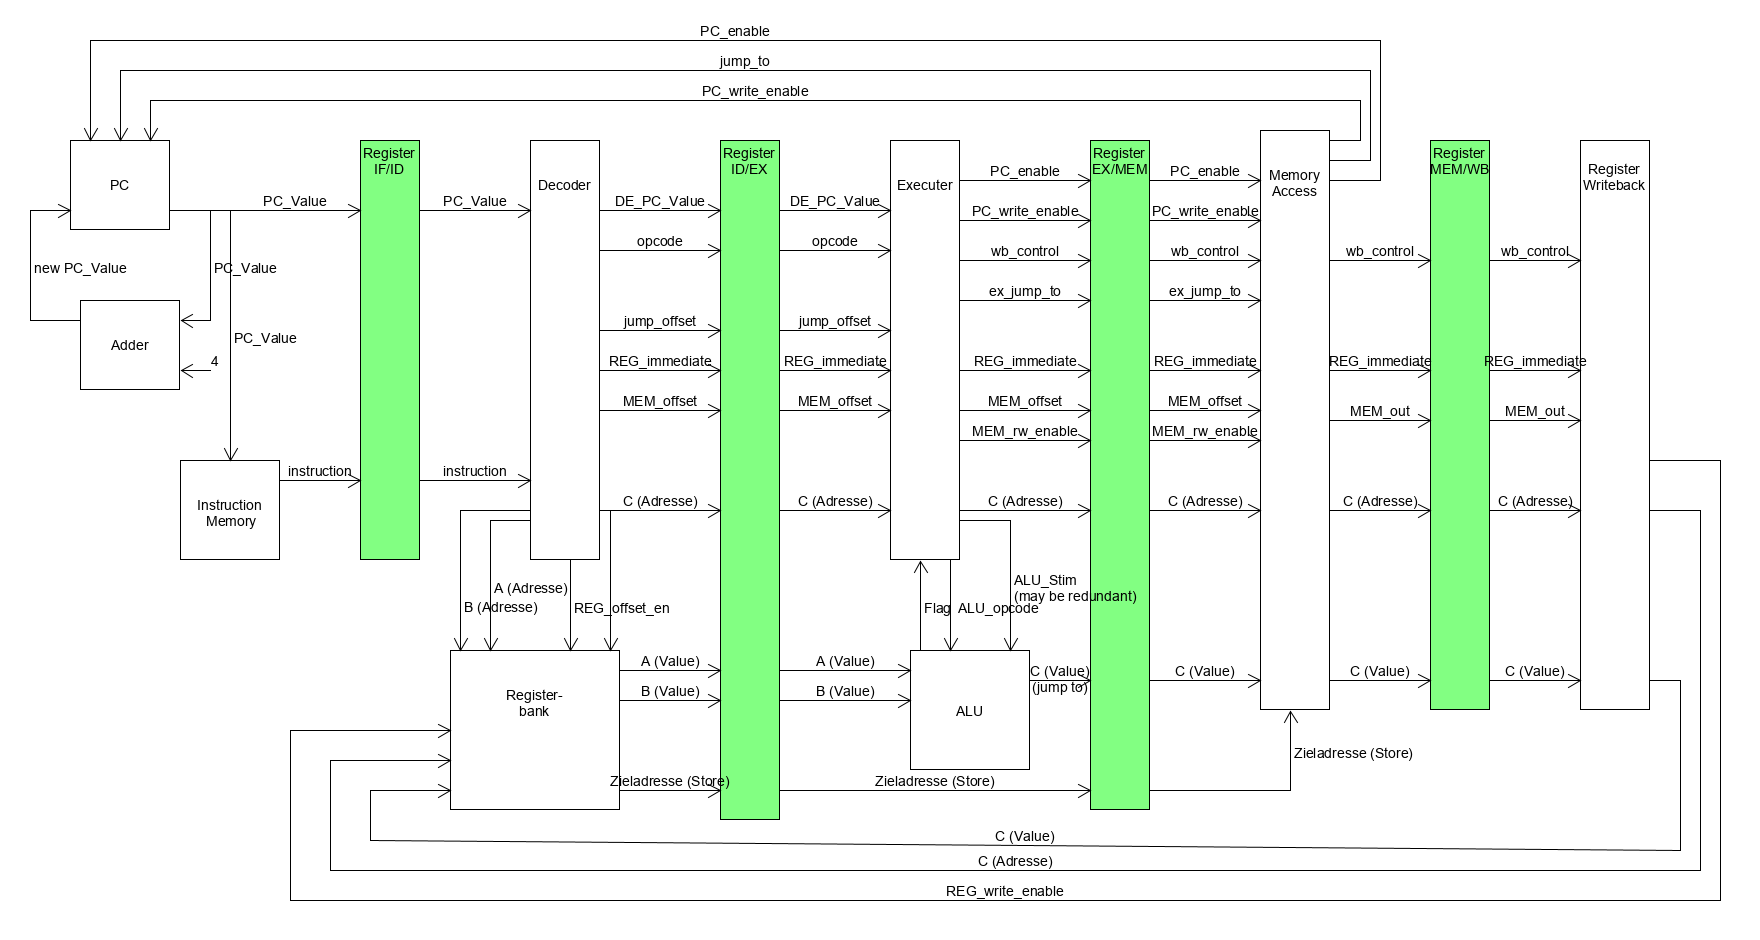 PC_enable
jump_to
PC_write_enable
PC
Register
IF/ID
Decoder
Register
ID/EX
Executer
Register
EX/MEM
Memory
Access
Register
MEM/WB
Register
Writeback
PC_enable
PC_enable
PC_Value
PC_Value
DE_PC_Value
DE_PC_Value
PC_write_enable
PC_write_enable
opcode
opcode
wb_control
wb_control
wb_control
wb_control
new PC_Value
PC_Value
ex_jump_to
ex_jump_to
jump_offset
jump_offset
Adder
PC_Value
4
REG_immediate
REG_immediate
REG_immediate
REG_immediate
REG_immediate
REG_immediate
MEM_offset
MEM_offset
MEM_offset
MEM_offset
MEM_out
MEM_out
MEM_rw_enable
MEM_rw_enable
instruction
instruction
Instruction
Memory
C (Adresse)
C (Adresse)
C (Adresse)
C (Adresse)
C (Adresse)
C (Adresse)
A (Adresse)
B (Adresse)
REG_offset_en
Flag
ALU_opcode
ALU_Stim
(may be redundant)
A (Value)
A (Value)
B (Value)
B (Value)
C (Value)
(jump to)
C (Value)
C (Value)
C (Value)
Register-
bank
ALU
Zieladresse (Store)
Zieladresse (Store)
Zieladresse (Store)
C (Value)
C (Adresse)
REG_write_enable